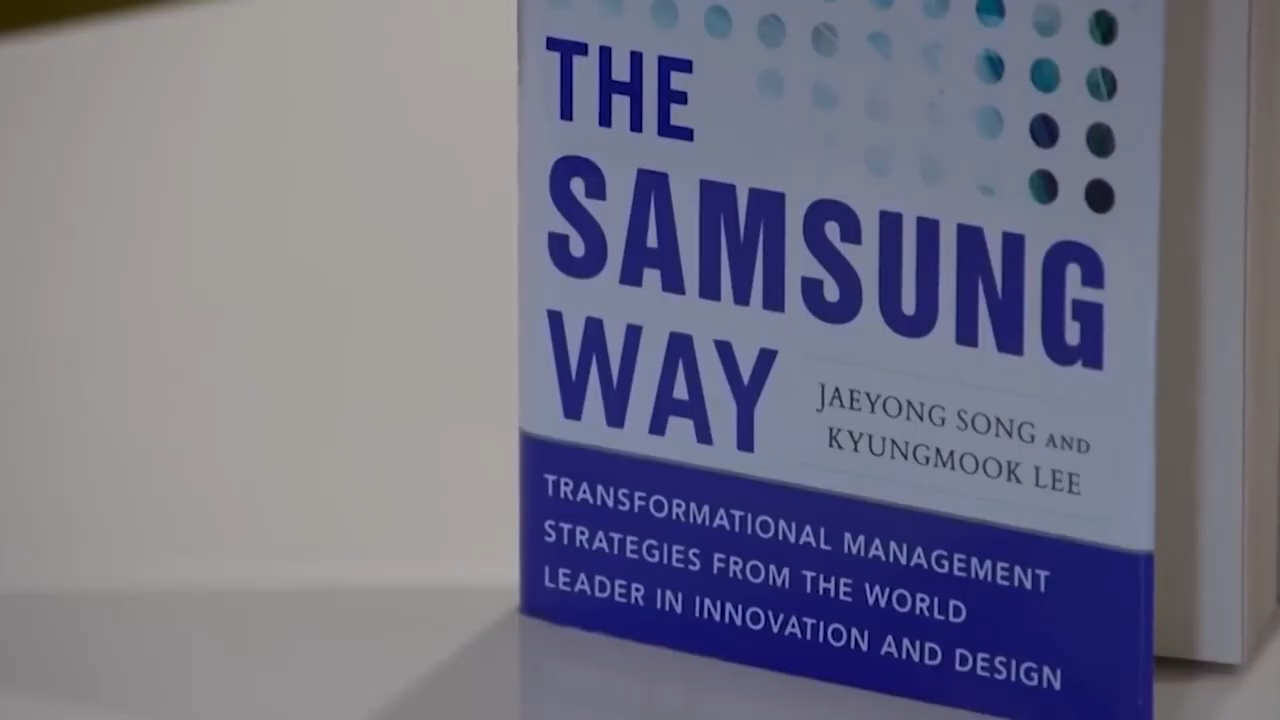 THE
SAMSUNG
WAY
JAEYONG SONG AND
KYUNGMOOK LEE
TRANSFORMATIONAL MANAGEMENT
STRATEGIES FROM THE WORLD
LEADER IN INNOVATION AND DESIGN